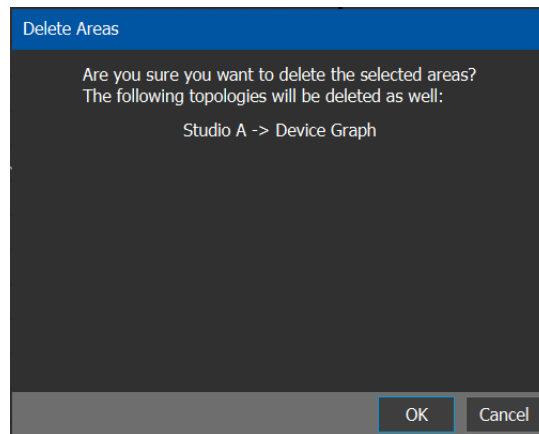 Delete Areas
Are you sure you want to delete the selected areas?
The following topologies will be deleted as well:
Studio A -> Device Graph
OK
Cancel